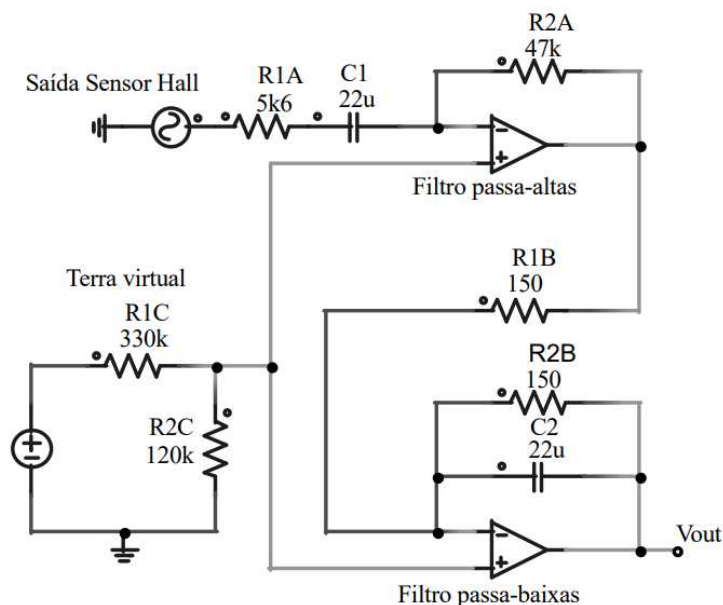 R2A
47k
Saída Sensor Hall
R1A
5k6
C1
22u
Filtro passa-altas
Terra virtual
R1C
330k
R2C
120k
R1B
150
R2B
150
C2
22u
Vout
Filtro passa-baixas